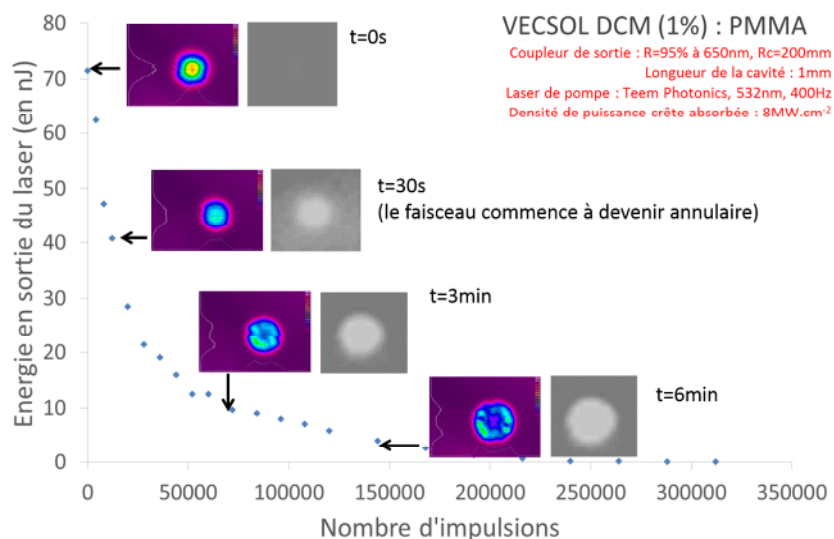 VECSOL DCM (1%) : PMMA
Coupleur de sortie : R=95% à 650nm, Rc=200mm
Longueur de la cavité : 1mm
Laser de pompe : Teem Photonics, 532nm, 400Hz
Densité de puissance crête absorbée : 8MW.cm-2
t=0s
t=30s
(le faisceau commence à devenir annulaire)
t=3min
t=6min
Energie en sortie du laser (en nJ)
80
70
60
50
40
30
20
10
0
0
50000
100000
150000
200000
250000
300000
350000
Nombre d'impulsions